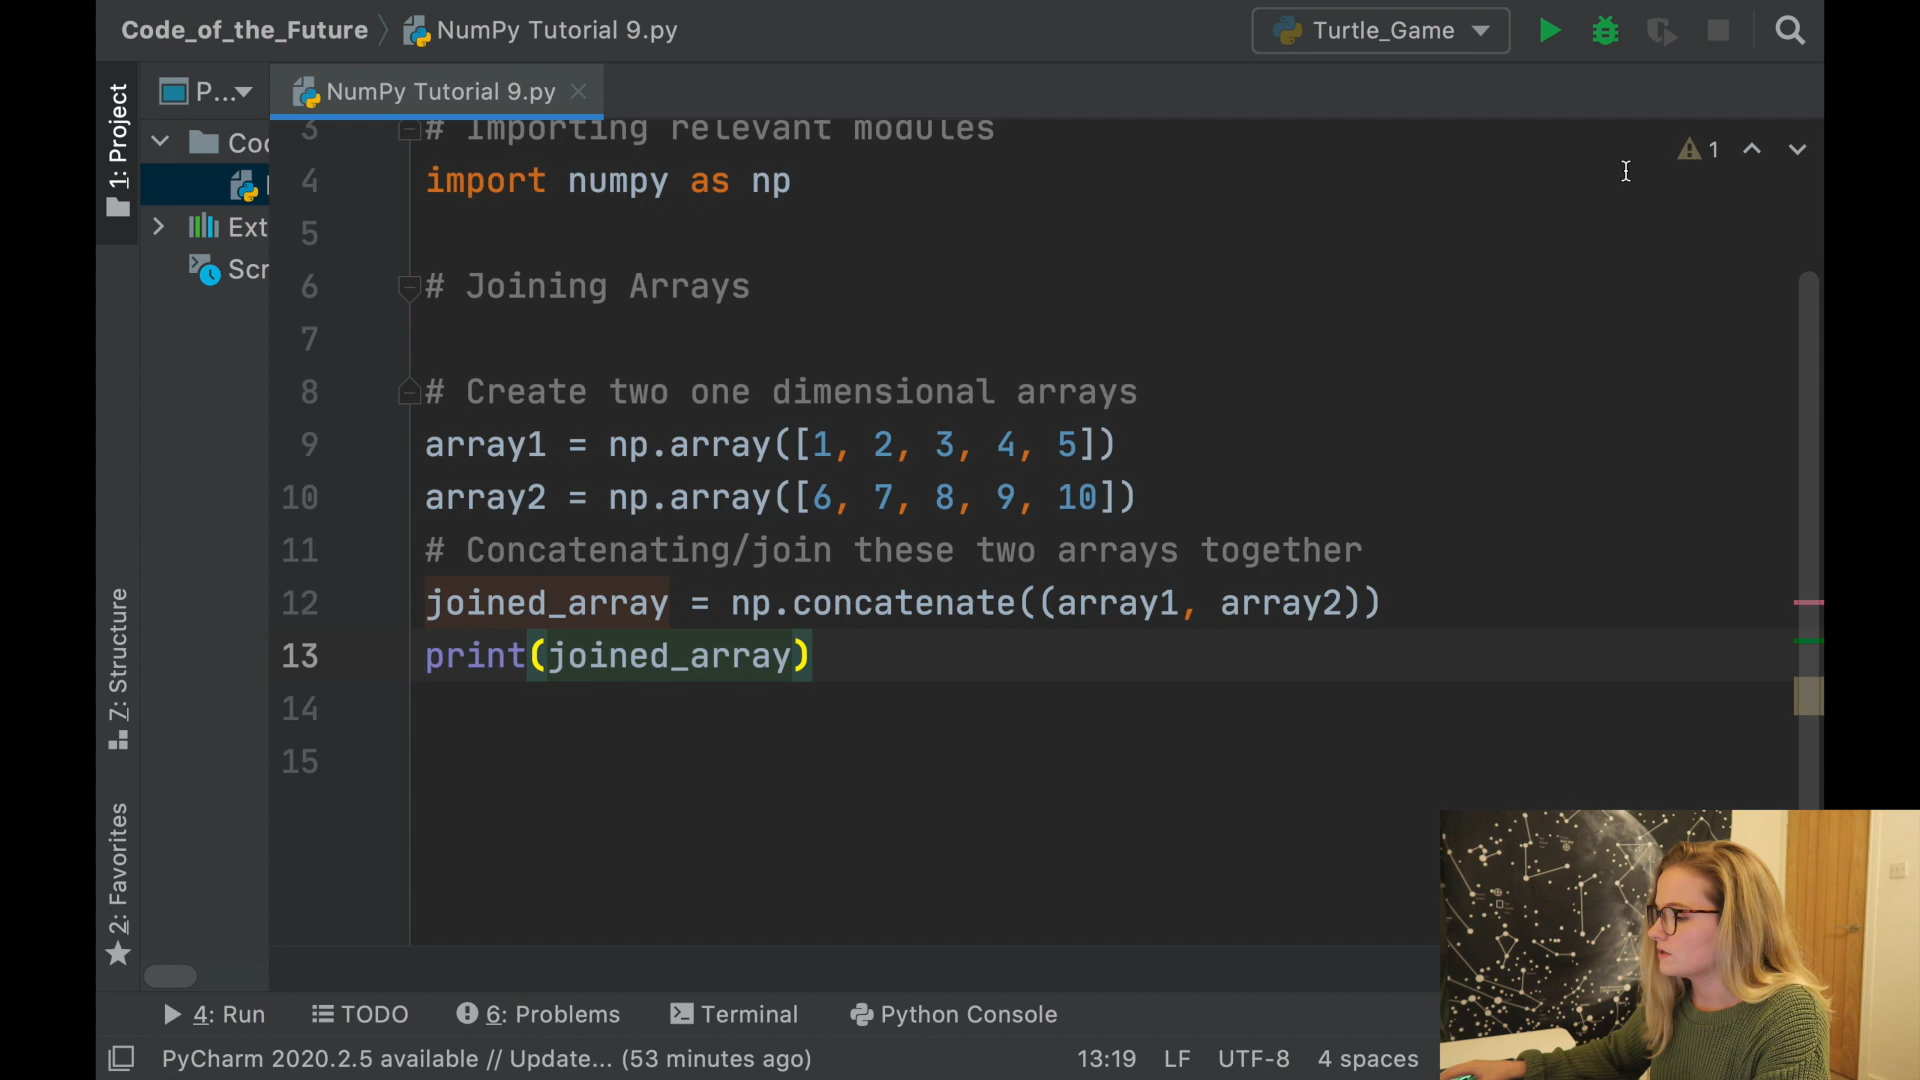 Code_of_the_Future
NumPy Tutorial 9.py
Turtle_Game
1: Project
P...
NumPy Tutorial 9.py
1
Ext
Scr
7: Structure
2: Favorites
3 # Importing relevant modules
4 import numpy as np
5
6 # Joining Arrays
7
8 # Create two one dimensional arrays
9 array1 = np.array([1, 2, 3, 4, 5])
10 array2 = np.array([6, 7, 8, 9, 10])
11 # Concatenating/join these two arrays together
12 joined_array = np.concatenate((array1, array2))
13 print(joined_array)
14
15
4: Run
TODO
6: Problems
Terminal
Python Console
PyCharm 2020.2.5 available // Update... (53 minutes ago)
13:19
LF
UTF-8
4 spaces